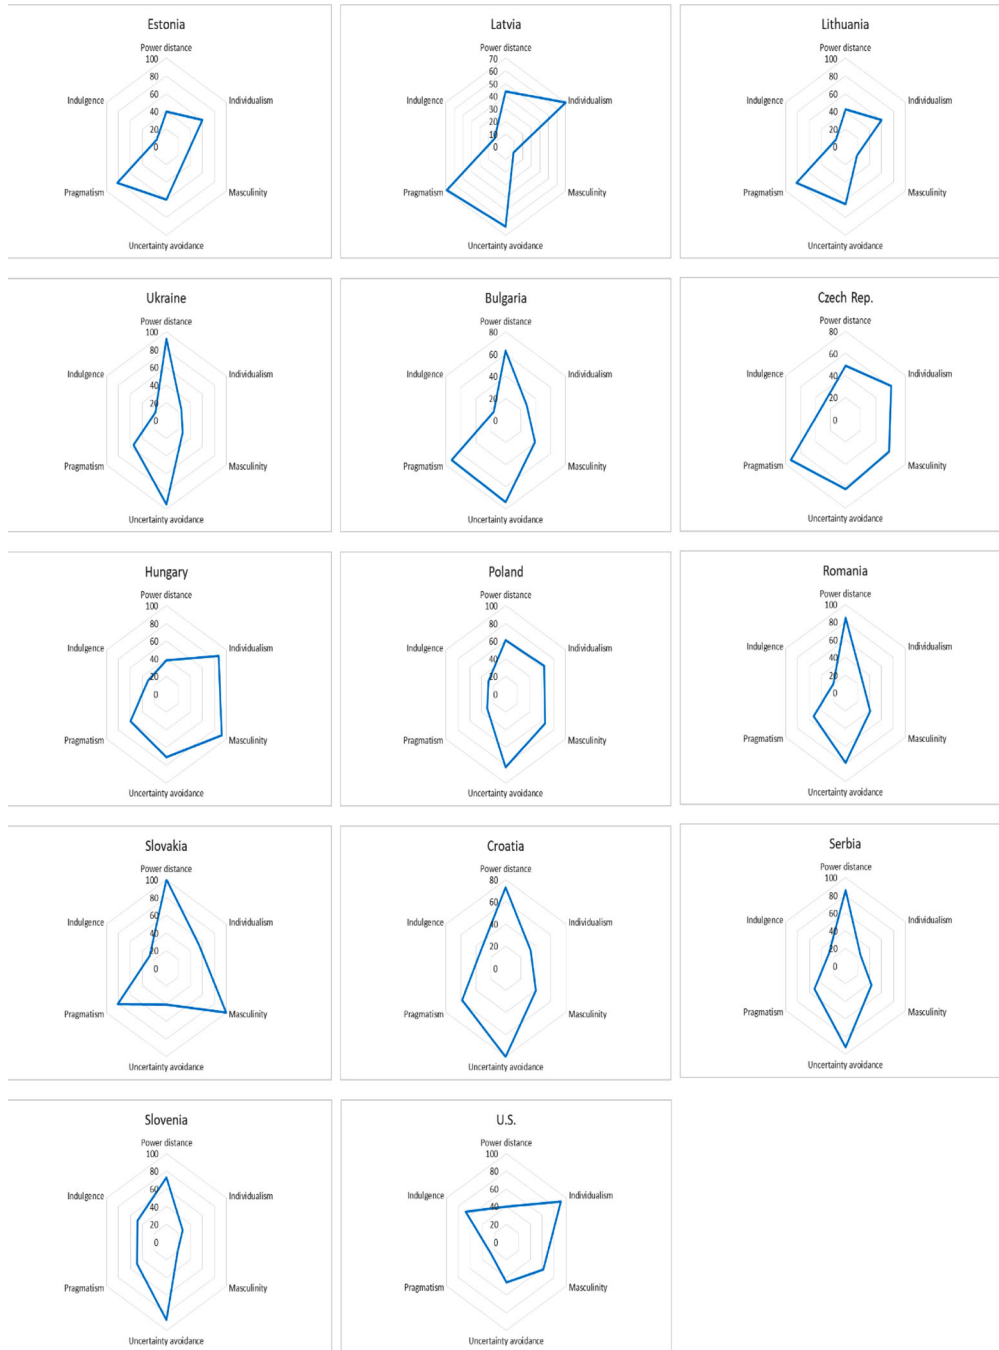 Estonia
Power distance
100
80
60
40
20
0
Individualism
Masculinity
Uncertainty avoidance
Pragmatism
Indulgence
Latvia
Power distance
70
60
50
40
30
20
10
0
Individualism
Masculinity
Uncertainty avoidance
Pragmatism
Indulgence
Lithuania
Power distance
100
80
60
40
20
0
Individualism
Masculinity
Uncertainty avoidance
Pragmatism
Indulgence
Ukraine
Power distance
100
80
60
40
20
0
Individualism
Masculinity
Uncertainty avoidance
Pragmatism
Indulgence
Bulgaria
Power distance
80
60
40
20
0
Individualism
Masculinity
Uncertainty avoidance
Pragmatism
Indulgence
Czech Rep.
Power distance
80
60
40
20
0
Individualism
Masculinity
Uncertainty avoidance
Pragmatism
Indulgence
Hungary
Power distance
100
80
60
40
20
0
Individualism
Masculinity
Uncertainty avoidance
Pragmatism
Indulgence
Poland
Power distance
100
80
60
40
20
0
Individualism
Masculinity
Uncertainty avoidance
Pragmatism
Indulgence
Romania
Power distance
100
80
60
40
20
0
Individualism
Masculinity
Uncertainty avoidance
Pragmatism
Indulgence
Slovakia
Power distance
100
80
60
40
20
0
Individualism
Masculinity
Uncertainty avoidance
Pragmatism
Indulgence
Croatia
Power distance
80
60
40
20
0
Individualism
Masculinity
Uncertainty avoidance
Pragmatism
Indulgence
Serbia
Power distance
100
80
60
40
20
0
Individualism
Masculinity
Uncertainty avoidance
Pragmatism
Indulgence
Slovenia
Power distance
100
80
60
40
20
0
Individualism
Masculinity
Uncertainty avoidance
Pragmatism
Indulgence
U.S.
Power distance
100
80
60
40
20
0
Individualism
Masculinity
Uncertainty avoidance
Pragmatism
Indulgence